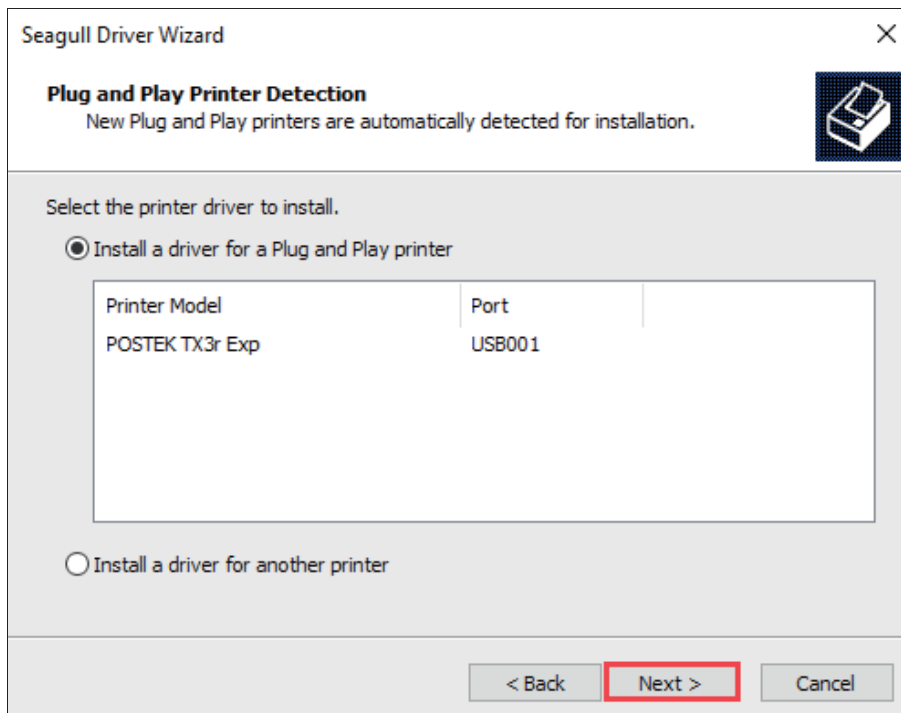 Seagull Driver Wizard
Plug and Play Printer Detection
New Plug and Play printers are automatically detected for installation.
Select the printer driver to install.
Install a driver for a Plug and Play printer
Printer Model Port
POSTEK TX3r Exp USB001
Install a driver for another printer
< Back Next > Cancel